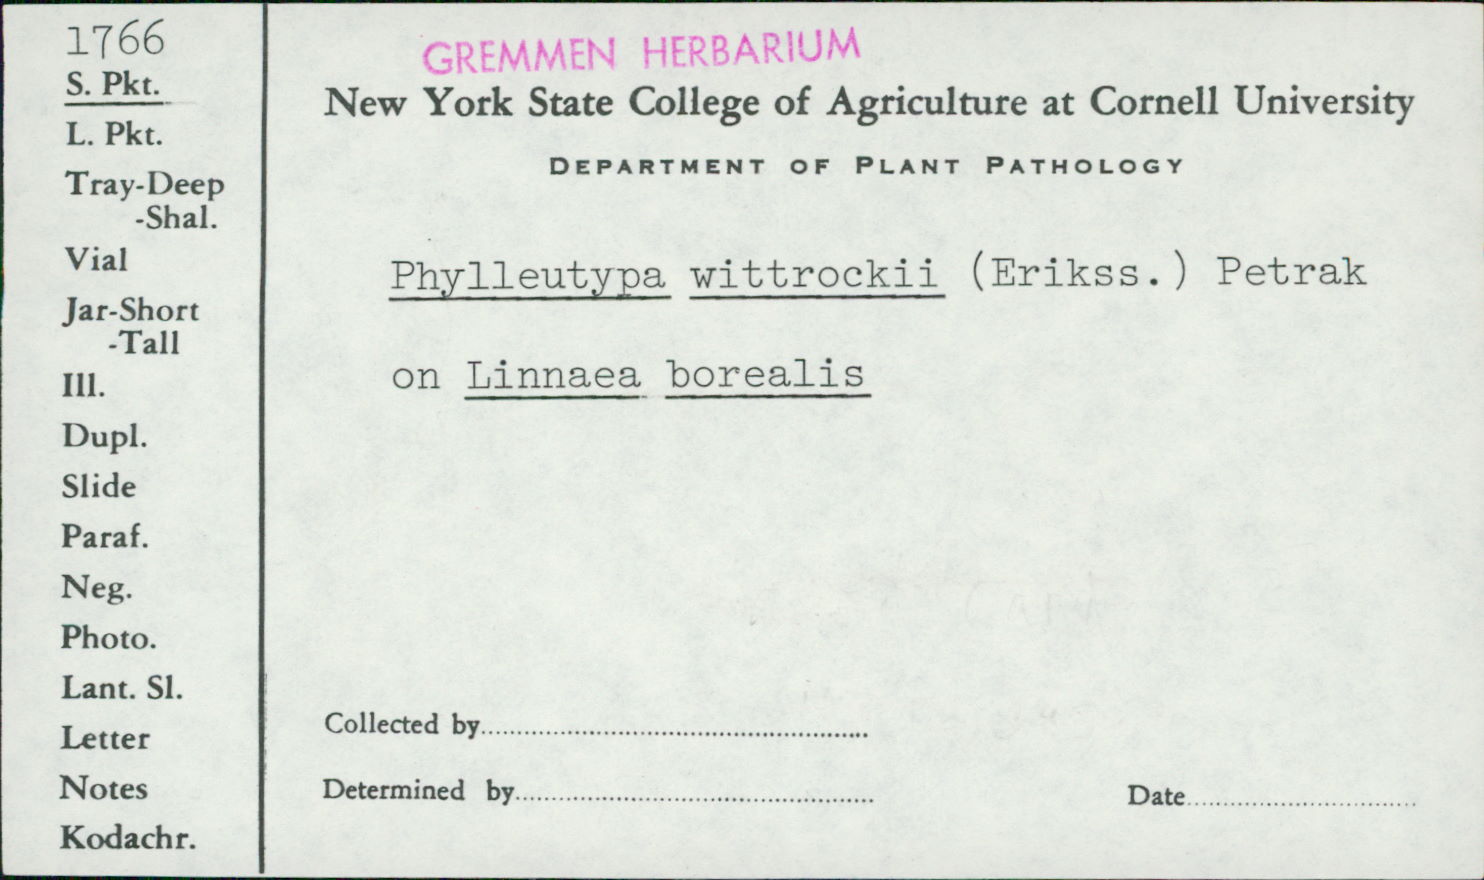 1766
S. Pkt.
L. Pkt.
Tray-Deep
-Shal.
Vial
Jar-Short
-Tall
Ill.
Dupl.
Slide
Paraf.
Neg.
Photo.
Lant. Sl.
Letter
Notes
Kodachr.
GREMMEN HERBARIUM
New York State College of Agriculture at Cornell University
DEPARTMENT OF PLANT PATHOLOGY
Phylleutypa wittrockii (Erikss.) Petrak
on Linnaea borealis
Collected by
Determined by
Date